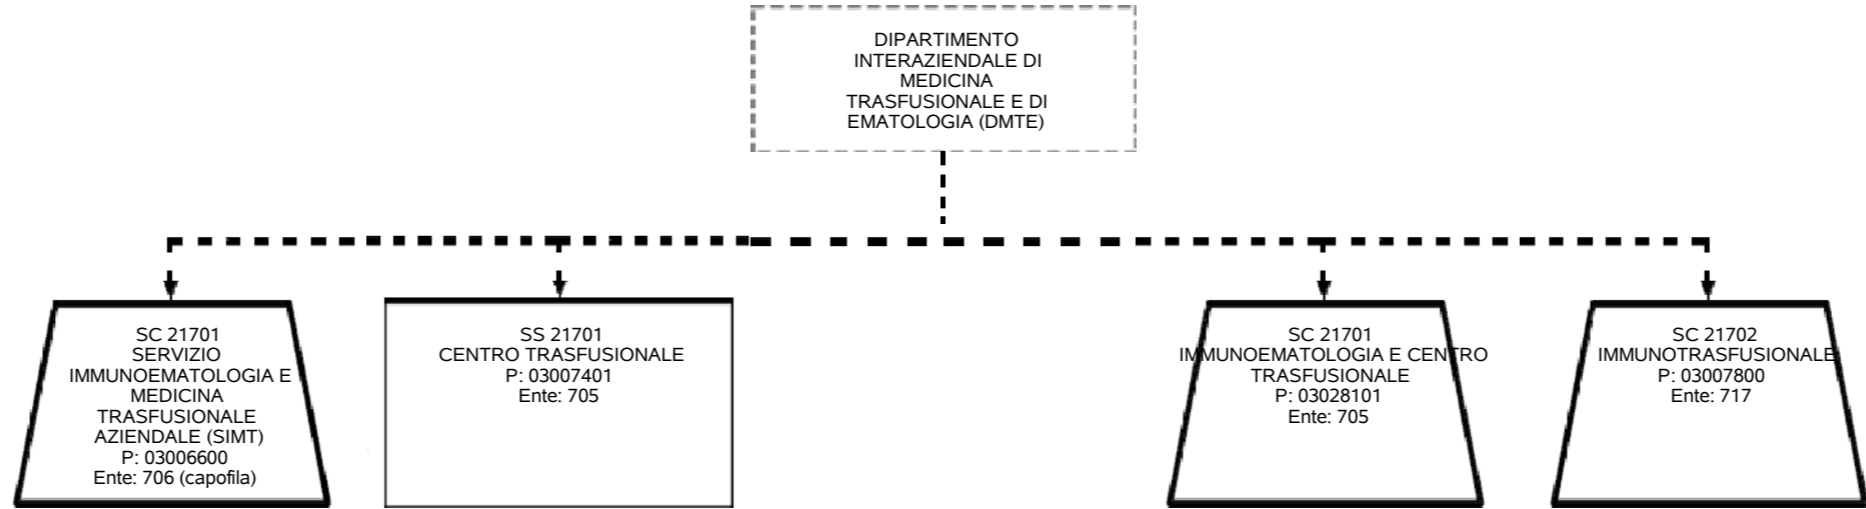 DIPARTIMENTO
INTERAZIENDALE DI
MEDICINA
TRASFUSIONALE E DI
EMATOLOGIA (DMTE)
SC 21701
SERVIZIO
IMMUNOEMATOLOGIA E
MEDICINA
TRASFUSIONALE
AZIENDALE (SIMT)
P: 03006600
Ente: 706 (capofila)
SS 21701
CENTRO TRASFUSIONALE
P: 03007401
Ente: 705
SC 21701
IMMUNOEMATOLOGIA E CENTRO
TRASFUSIONALE
P: 03028101
Ente: 705
SC 21702
IMMUNOTRASFUSIONALE
P: 03007800
Ente: 717